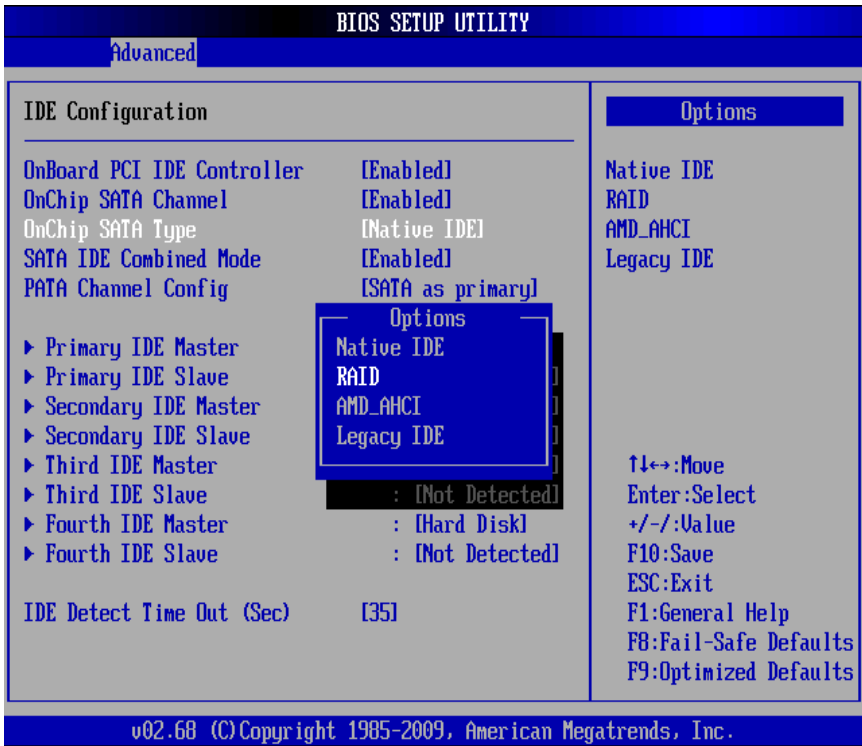 BIOS SETUP UTILITY
Advanced
IDE Configuration
OnBoard PCI IDE Controller [Enabled]
OnChip SATA Channel [Enabled]
OnChip SATA Type [Native IDE]
SATA IDE Combined Mode [Enabled]
PATA Channel Config [SATA as primary]
Options
Native IDE
RAID
AMD_AHCI
Legacy IDE
▶ Primary IDE Master
▶ Primary IDE Slave ]
▶ Secondary IDE Master ]
▶ Secondary IDE Slave ]
▶ Third IDE Master ]
▶ Third IDE Slave : [Not Detected]
▶ Fourth IDE Master : [Hard Disk]
▶ Fourth IDE Slave : [Not Detected]
IDE Detect Time Out (Sec) [35]
Options
Native IDE
RAID
AMD_AHCI
Legacy IDE
↑↓↔:Move
Enter:Select
+/-/:Value
F10:Save
ESC:Exit
F1:General Help
F8:Fail-Safe Defaults
F9:Optimized Defaults
v02.68 (C)Copyright 1985-2009, American Megatrends, Inc.